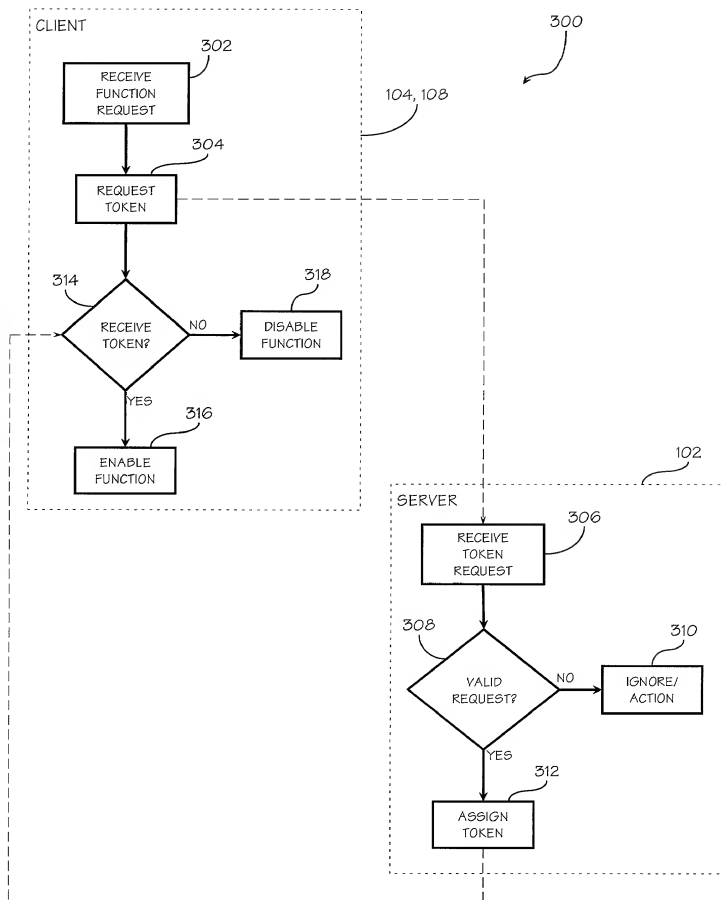 CLIENT
300
302
RECEIVE
FUNCTION
REQUEST
104, 108
304
REQUEST
TOKEN
314
318
RECEIVE
TOKEN?
NO
DISABLE
FUNCTION
YES
316
ENABLE
FUNCTION
102
SERVER
306
RECEIVE
TOKEN
REQUEST
308
310
VALID
REQUEST?
NO
IGNORE/
ACTION
YES
312
ASSIGN
TOKEN